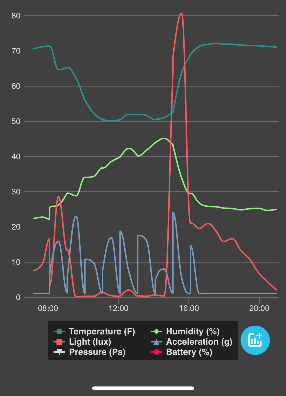 80
70
60
50
40
30
20
10
0
08:00 12:00 16:00 20:00
Temperature (F) Humidity (%)
Light (lux) Acceleration (g)
Pressure (Pa) Battery (%)